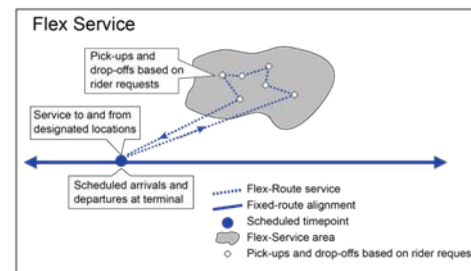 Flex Service
Pick-ups and
drop-offs based on
rider requests
Service to and from
designated locations
Scheduled arrivals and
departures at terminal
Flex-Route service
Fixed-route alignment
Scheduled timepoint
Flex-Service area
Pick-ups and drop-offs based on rider reques